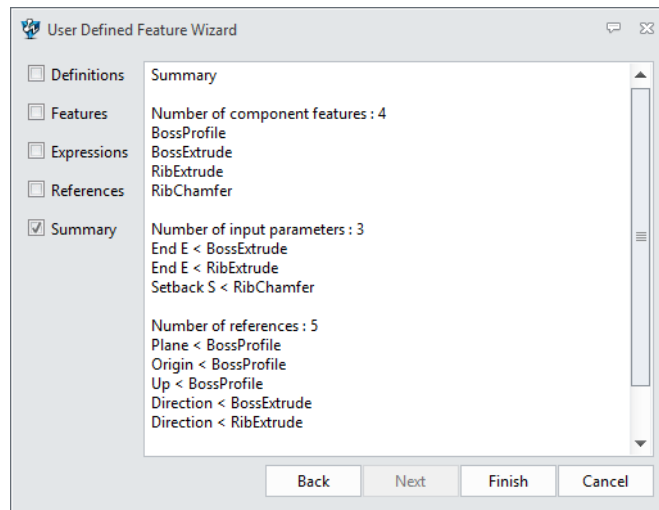 User Defined Feature Wizard
Definitions
Features
Expressions
References
Summary
Summary
Number of component features : 4
BossProfile
BossExtrude
RibExtrude
RibChamfer
Number of input parameters : 3
End E < BossExtrude
End E < RibExtrude
Setback S < RibChamfer
Number of references : 5
Plane < BossProfile
Origin < BossProfile
Up < BossProfile
Direction < BossExtrude
Direction < RibExtrude
Back
Next
Finish
Cancel